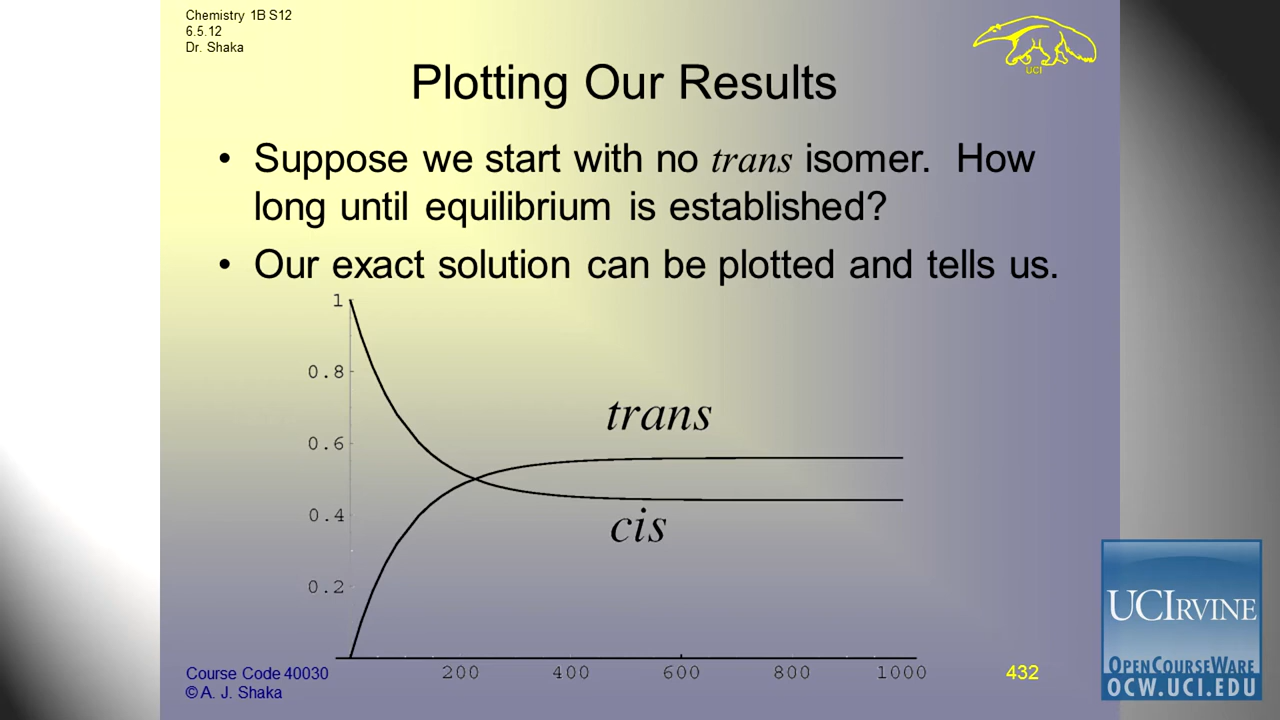 Chemistry 1B S12
6.5.12
Dr. Shaka
UCI
Plotting Our Results
• Suppose we start with no trans isomer. How
long until equilibrium is established?
• Our exact solution can be plotted and tells us.
1
0.8
trans
0.6
0.4
cis
0.2
200 400 600 800 1000
Course Code 40030
© A. J. Shaka
432
UCIRVINE
OPENCOURSEWARE
OCW.UCI.EDU